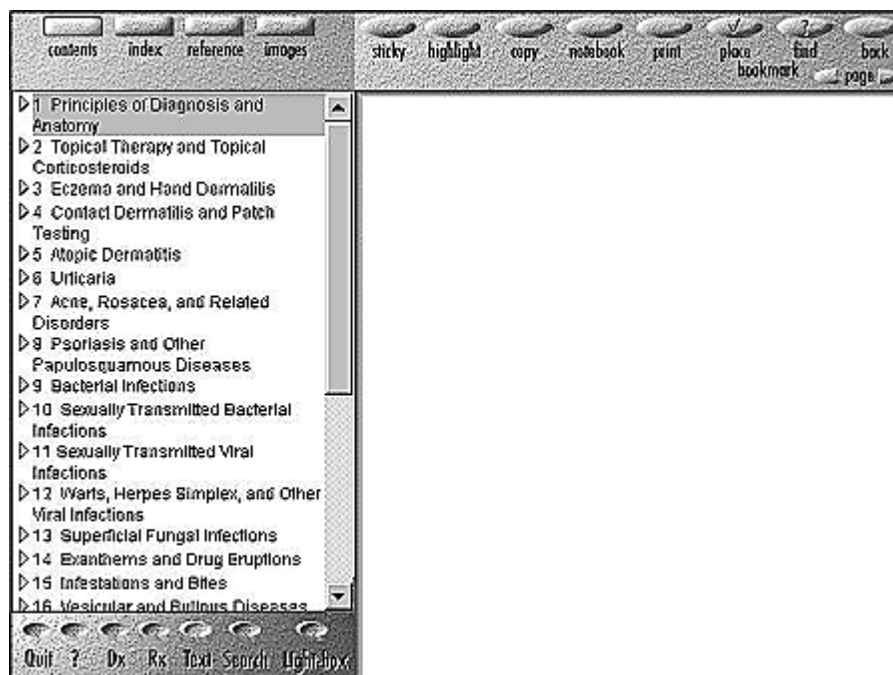 contents index reference images sticky highlight copy notebook print place find back
bookmark page
1 Principles of Diagnosis and
Anatomy
2 Topical Therapy and Topical
Corticosteroids
3 Eczema and Hand Dermatitis
4 Contact Dermatitis and Patch
Testing
5 Atopic Dermatitis
6 Urticaria
7 Acne, Rosacea, and Related
Disorders
8 Psoriasis and Other
Papulosquamous Diseases
9 Bacterial Infections
10 Sexually Transmitted Bacterial
Infections
11 Sexually Transmitted Viral
Infections
12 Warts, Herpes Simplex, and Other
Viral Infections
13 Superficial Fungal Infections
14 Exanthems and Drug Eruptions
15 Infestations and Bites
16 Vesicular and Bullous Diseases
Quit ? Dx Rx Text Search Light Box